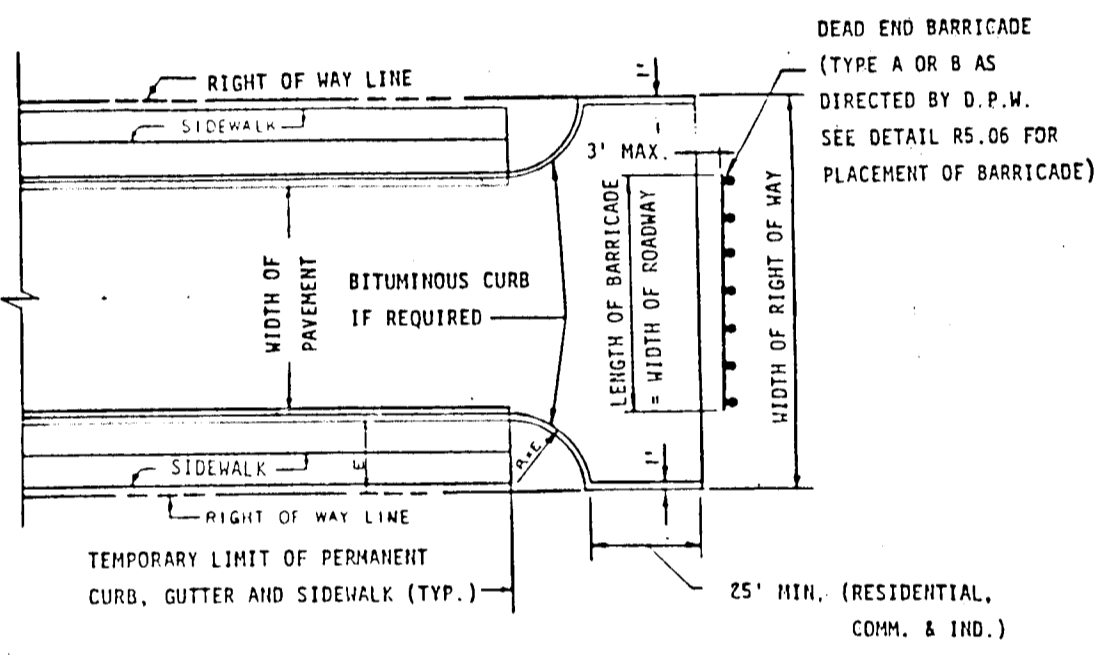 DEAD END BARRICADE
(TYPE A OR B AS
DIRECTED BY D.P.W.
SEE DETAIL R5.06 FOR
PLACEMENT OF BARRICADE)
RIGHT OF WAY LINE
1'
SIDEWALK
3' MAX.
WIDTH OF
PAVEMENT
BITUMINOUS CURB
IF REQUIRED
LENGTH OF BARRICADE
= WIDTH OF ROADWAY
WIDTH OF RIGHT OF WAY
SIDEWALK
E
R=E
1'
RIGHT OF WAY LINE
TEMPORARY LIMIT OF PERMANENT
CURB, GUTTER AND SIDEWALK (TYP.)
25' MIN. (RESIDENTIAL,
COMM. & IND.)